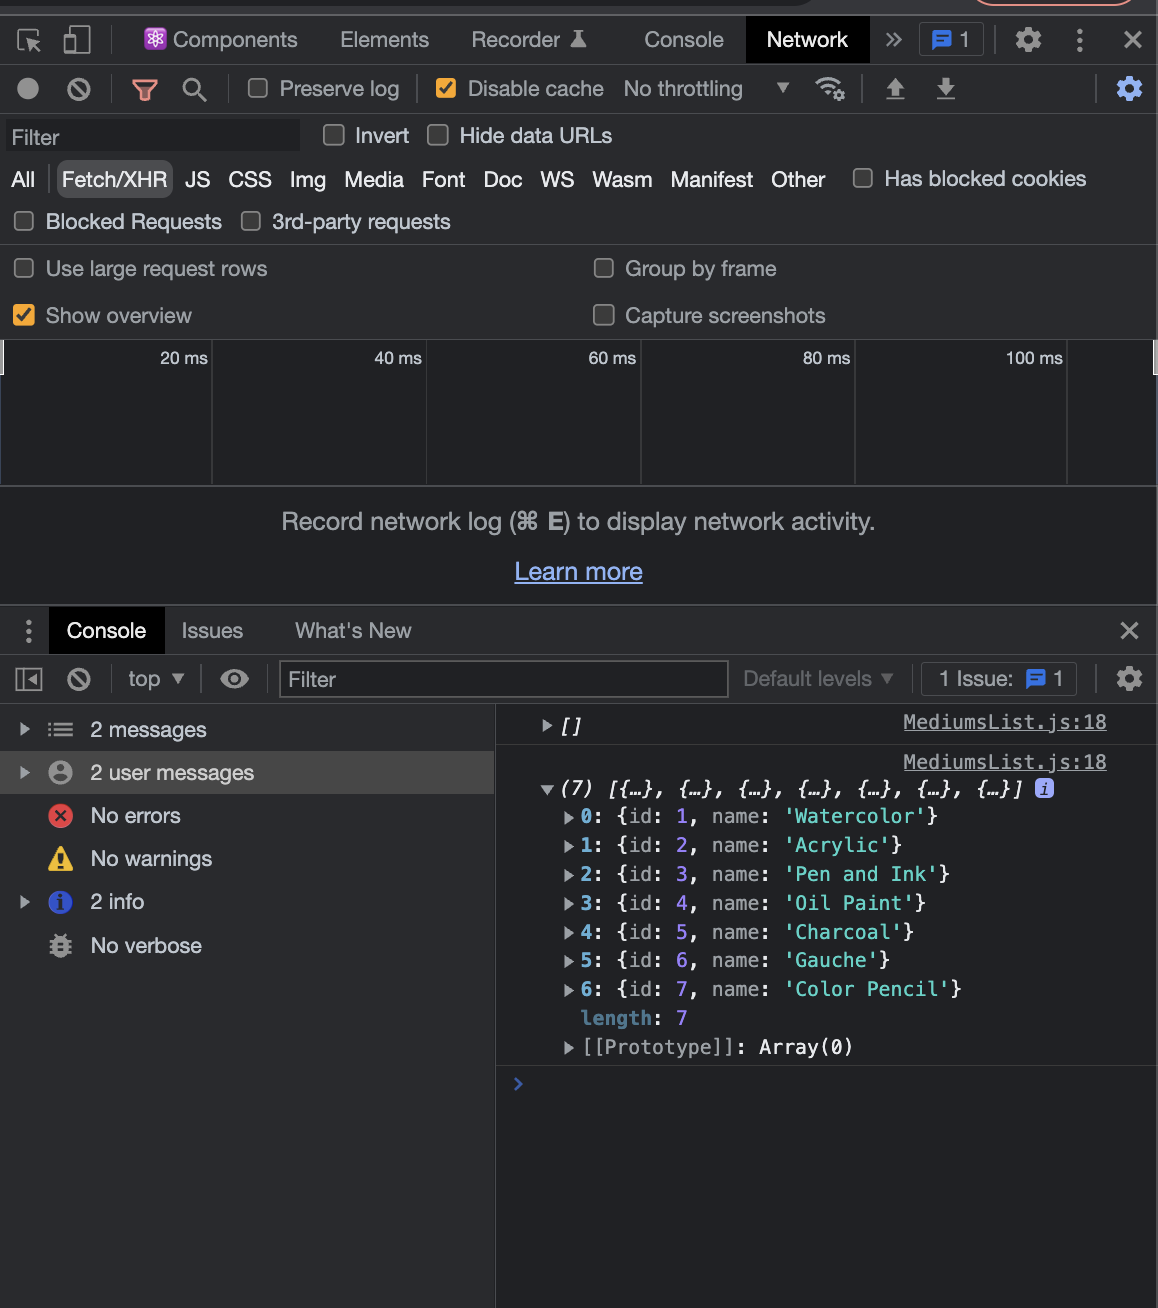 Components Elements Recorder Console Network 1
Preserve log Disable cache No throttling
Filter Invert Hide data URLs
All Fetch/XHR JS CSS Img Media Font Doc WS Wasm Manifest Other Has blocked cookies
Blocked Requests 3rd-party requests
Use large request rows Group by frame
Show overview Capture screenshots
20 ms 40 ms 60 ms 80 ms 100 ms
Record network log (⌘ E) to display network activity.
Learn more
Console Issues What's New
top Filter Default levels 1 Issue: 1
2 messages
2 user messages
No errors
No warnings
2 info
No verbose
[] MediumsList.js:18
MediumsList.js:18
(7) [{…}, {…}, {…}, {…}, {…}, {…}, {…}] i
0: {id: 1, name: 'Watercolor'}
1: {id: 2, name: 'Acrylic'}
2: {id: 3, name: 'Pen and Ink'}
3: {id: 4, name: 'Oil Paint'}
4: {id: 5, name: 'Charcoal'}
5: {id: 6, name: 'Gauche'}
6: {id: 7, name: 'Color Pencil'}
length: 7
[[Prototype]]: Array(0)